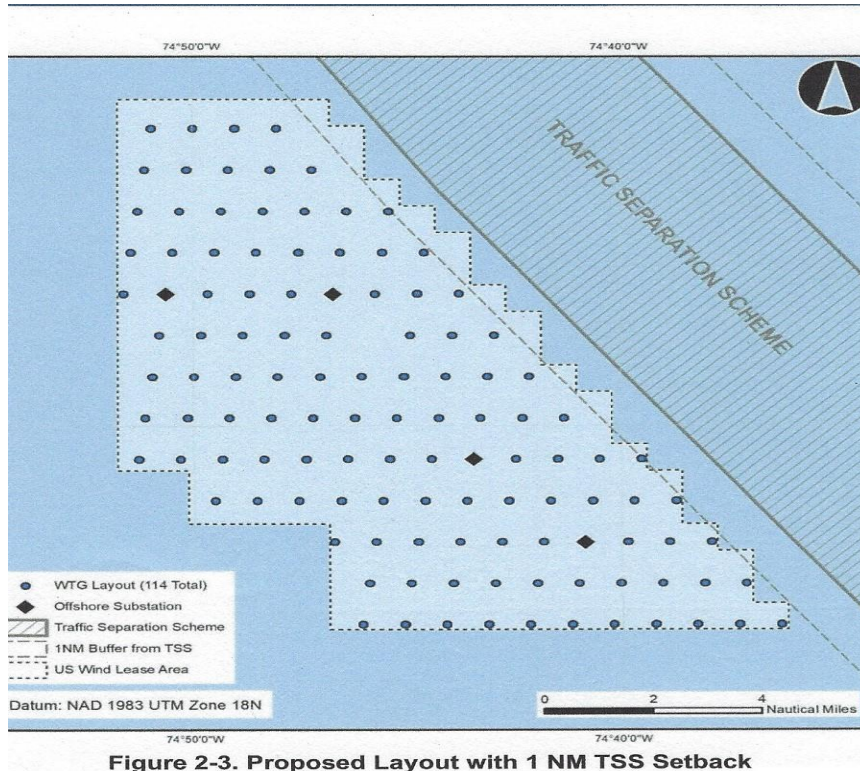 74°50'0"W 74°40'0"W
TRAFFIC SEPARATION SCHEME
WTG Layout (114 Total)
Offshore Substation
Traffic Separation Scheme
1NM Buffer from TSS
US Wind Lease Area
Datum: NAD 1983 UTM Zone 18N
0 2 4
Nautical Miles
74°50'0"W 74°40'0"W
Figure 2-3. Proposed Layout with 1 NM TSS Setback